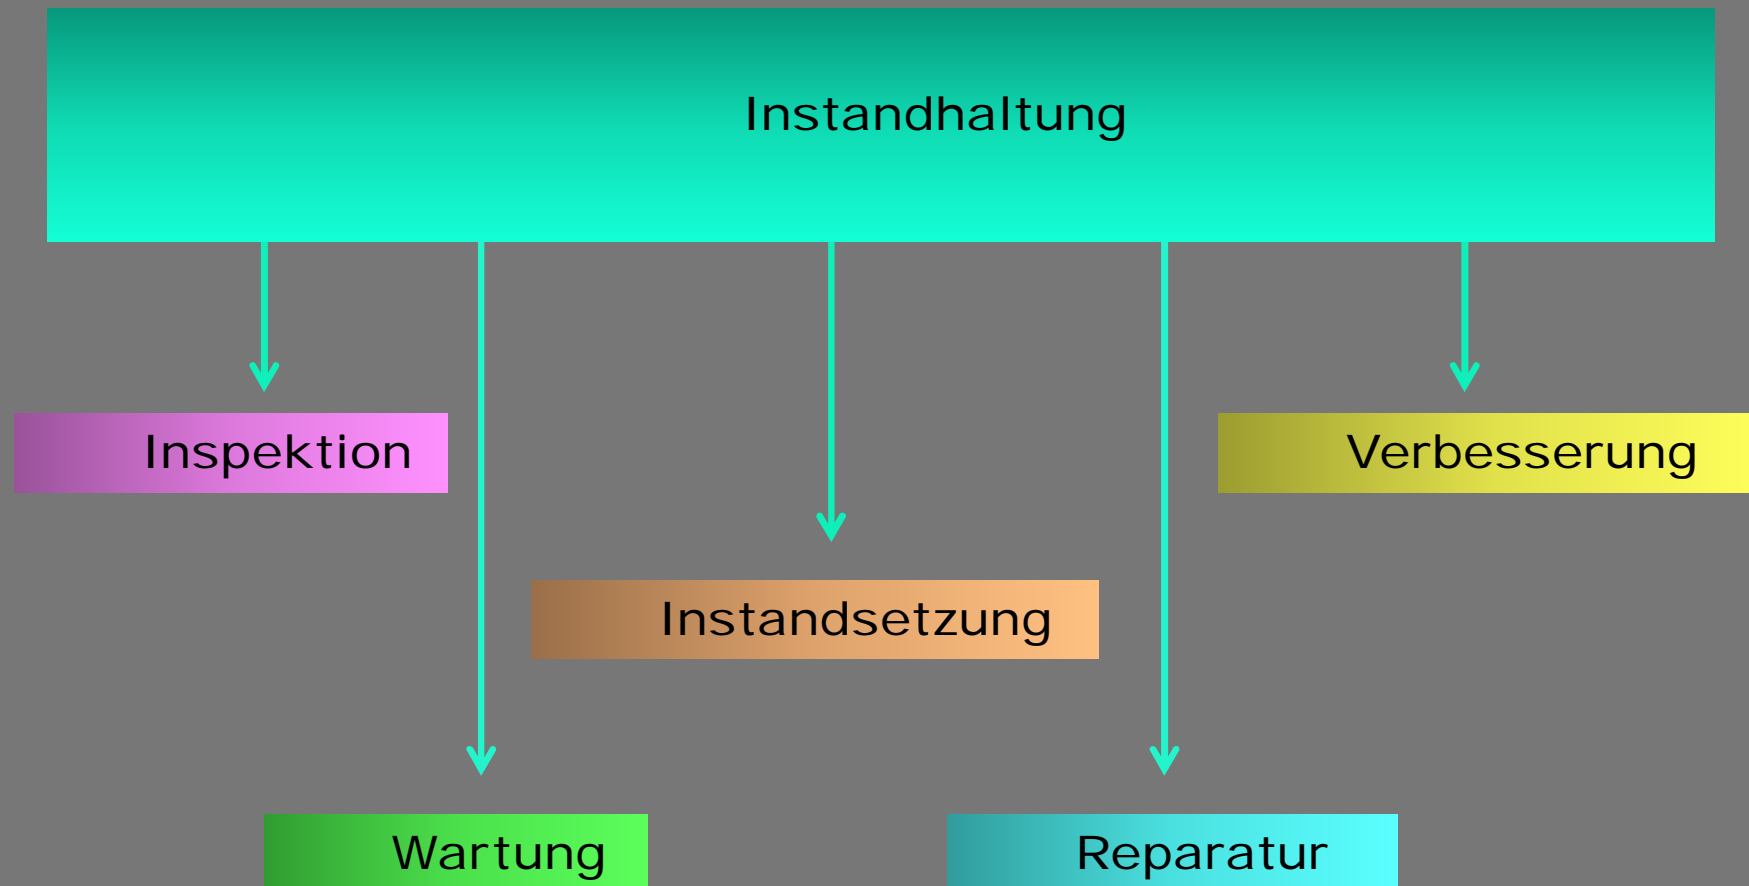 Instandhaltung
Inspektion
Verbesserung
Instandsetzung
Wartung
Reparatur